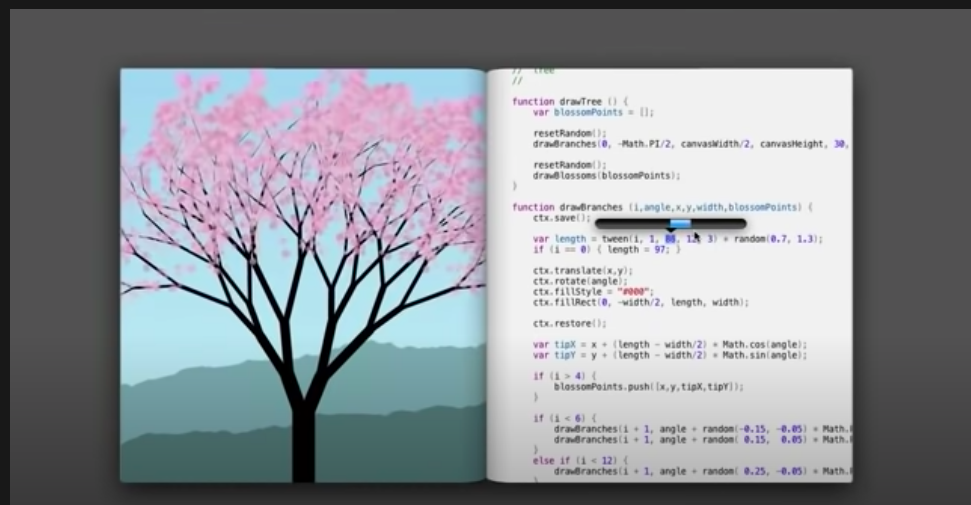 // Tree
//
function drawTree () {
var blossomPoints = [];
resetRandom();
drawBranches(0, -Math.PI/2, canvasWidth/2, canvasHeight, 30,
resetRandom();
drawBlossoms(blossomPoints);
}
function drawBranches (i,angle,x,y,width,blossomPoints) {
ctx.save();
var length = tween(i, 1, 3) * random(0.7, 1.3);
if (i == 0) { length = 97; }
ctx.translate(x,y);
ctx.rotate(angle);
ctx.fillStyle = "#000";
ctx.fillRect(0, -width/2, length, width);
ctx.restore();
var tipX = x + (length - width/2) * Math.cos(angle);
var tipY = y + (length - width/2) * Math.sin(angle);
if (i > 4) {
blossomPoints.push([x,y,tipX,tipY]);
}
if (i < 6) {
drawBranches(i + 1, angle + random(-0.15, -0.05) * Math.
drawBranches(i + 1, angle + random( 0.15, 0.05) * Math.
}
else if (i < 12) {
drawBranches(i + 1, angle + random( 0.25, -0.05) * Math.